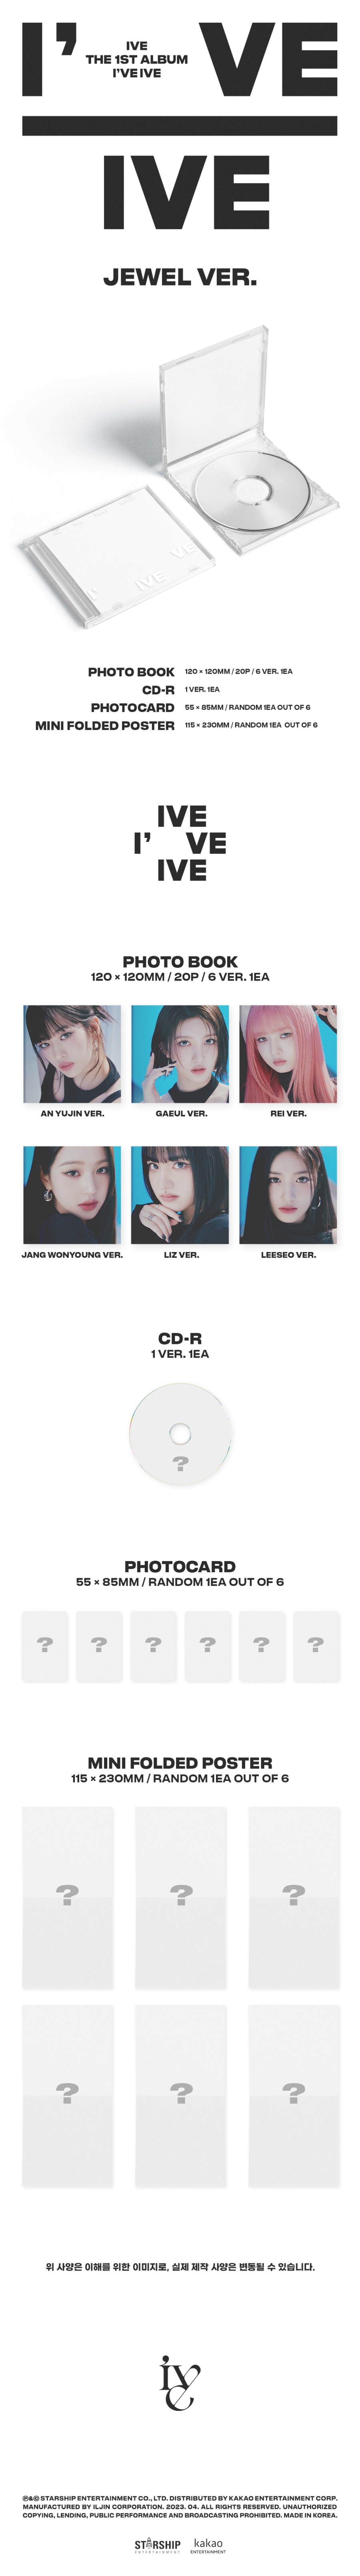 I' VE
IVE
THE 1ST ALBUM
I'VE IVE
IVE
JEWEL VER.
I' IVE VE
PHOTO BOOK 120 × 120MM / 20P / 6 VER. 1EA
CD-R 1 VER. 1EA
PHOTOCARD 55 × 85MM / RANDOM 1EA OUT OF 6
MINI FOLDED POSTER 115 × 230MM / RANDOM 1EA OUT OF 6
IVE
I' VE
IVE
PHOTO BOOK
120 × 120MM / 20P / 6 VER. 1EA
AN YUJIN VER. GAEUL VER. REI VER.
JANG WONYOUNG VER. LIZ VER. LEESEO VER.
CD-R
1 VER. 1EA
?
PHOTOCARD
55 × 85MM / RANDOM 1EA OUT OF 6
? ? ? ? ? ?
MINI FOLDED POSTER
115 × 230MM / RANDOM 1EA OUT OF 6
? ? ?
? ? ?
위 사양은 이해를 위한 이미지로, 실제 제작 사양은 변동될 수 있습니다.
ive
℗&© STARSHIP ENTERTAINMENT CO., LTD. DISTRIBUTED BY KAKAO ENTERTAINMENT CORP.
MANUFACTURED BY ILJIN CORPORATION. 2023. 04. ALL RIGHTS RESERVED. UNAUTHORIZED
COPYING, LENDING, PUBLIC PERFORMANCE AND BROADCASTING PROHIBITED. MADE IN KOREA.
STARSHIP kakao
ENTERTAINMENT ENTERTAINMENT